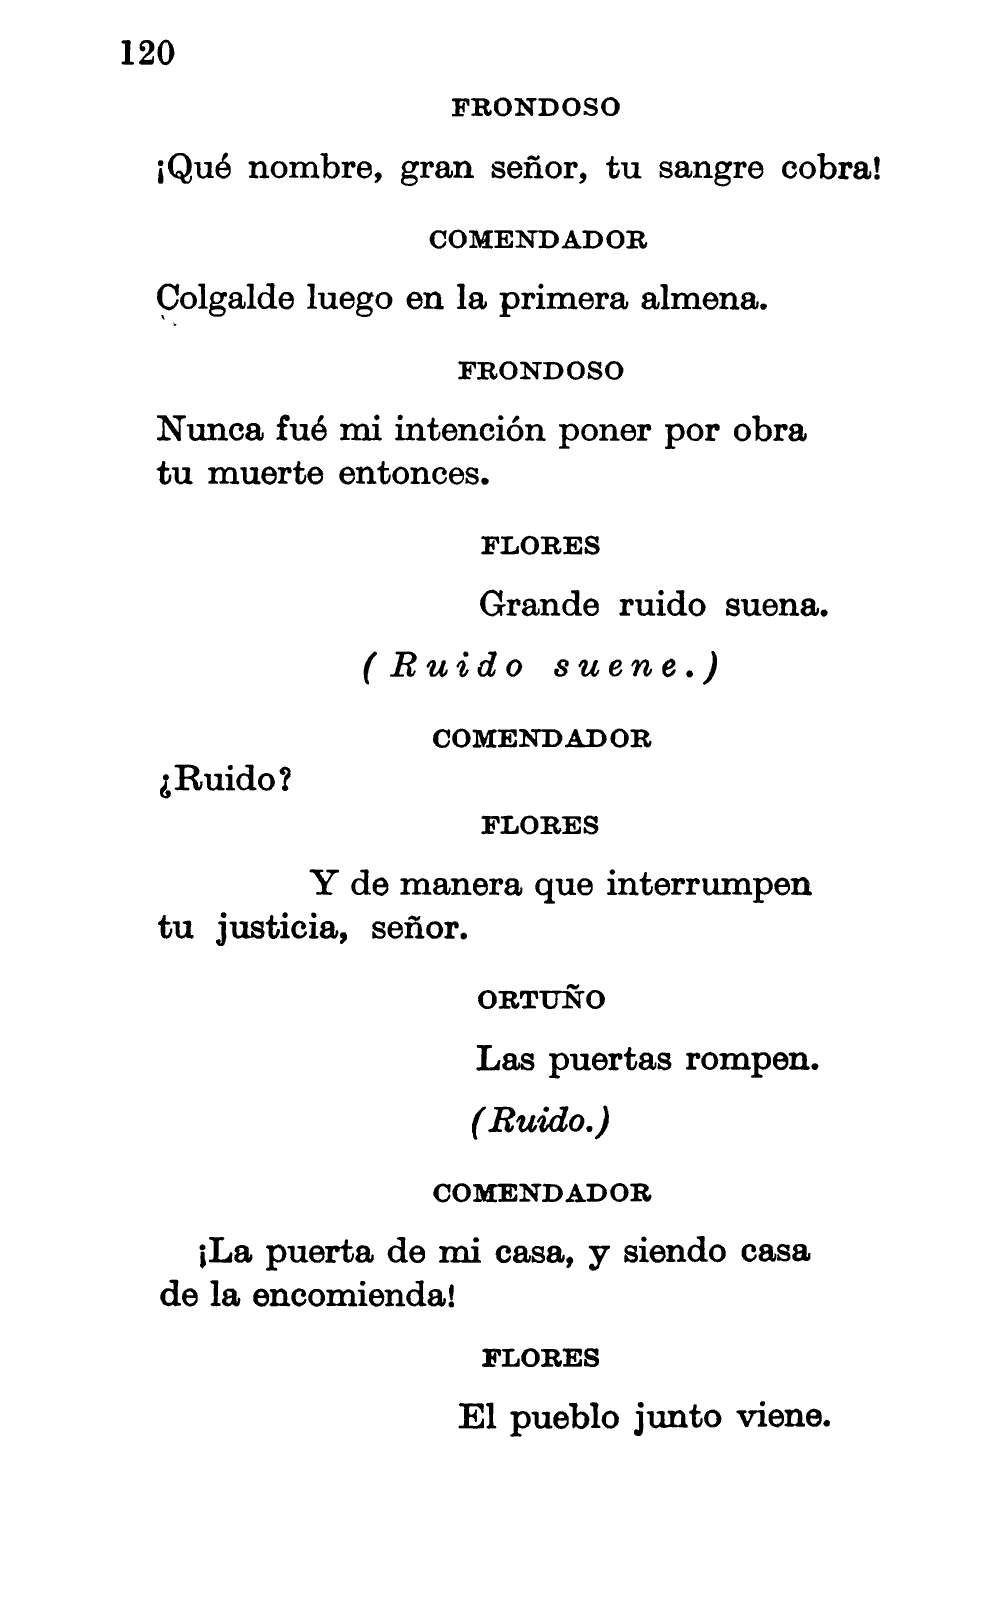 120
FRONDOSO
¡Qué nombre, gran señor, tu sangre cobra!
COMENDADOR
Colgalde luego en la primera almena.
FRONDOSO
Nunca fué mi intención poner por obra
tu muerte entonces.
FLORES
Grande ruido suena.
(Ruido suene.)
COMENDADOR
¿Ruido?
FLORES
Y de manera que interrumpen
tu justicia, señor.
ORTUÑO
Las puertas rompen.
(Ruido.)
COMENDADOR
¡La puerta de mi casa, y siendo casa
de la encomienda!
FLORES
El pueblo junto viene.